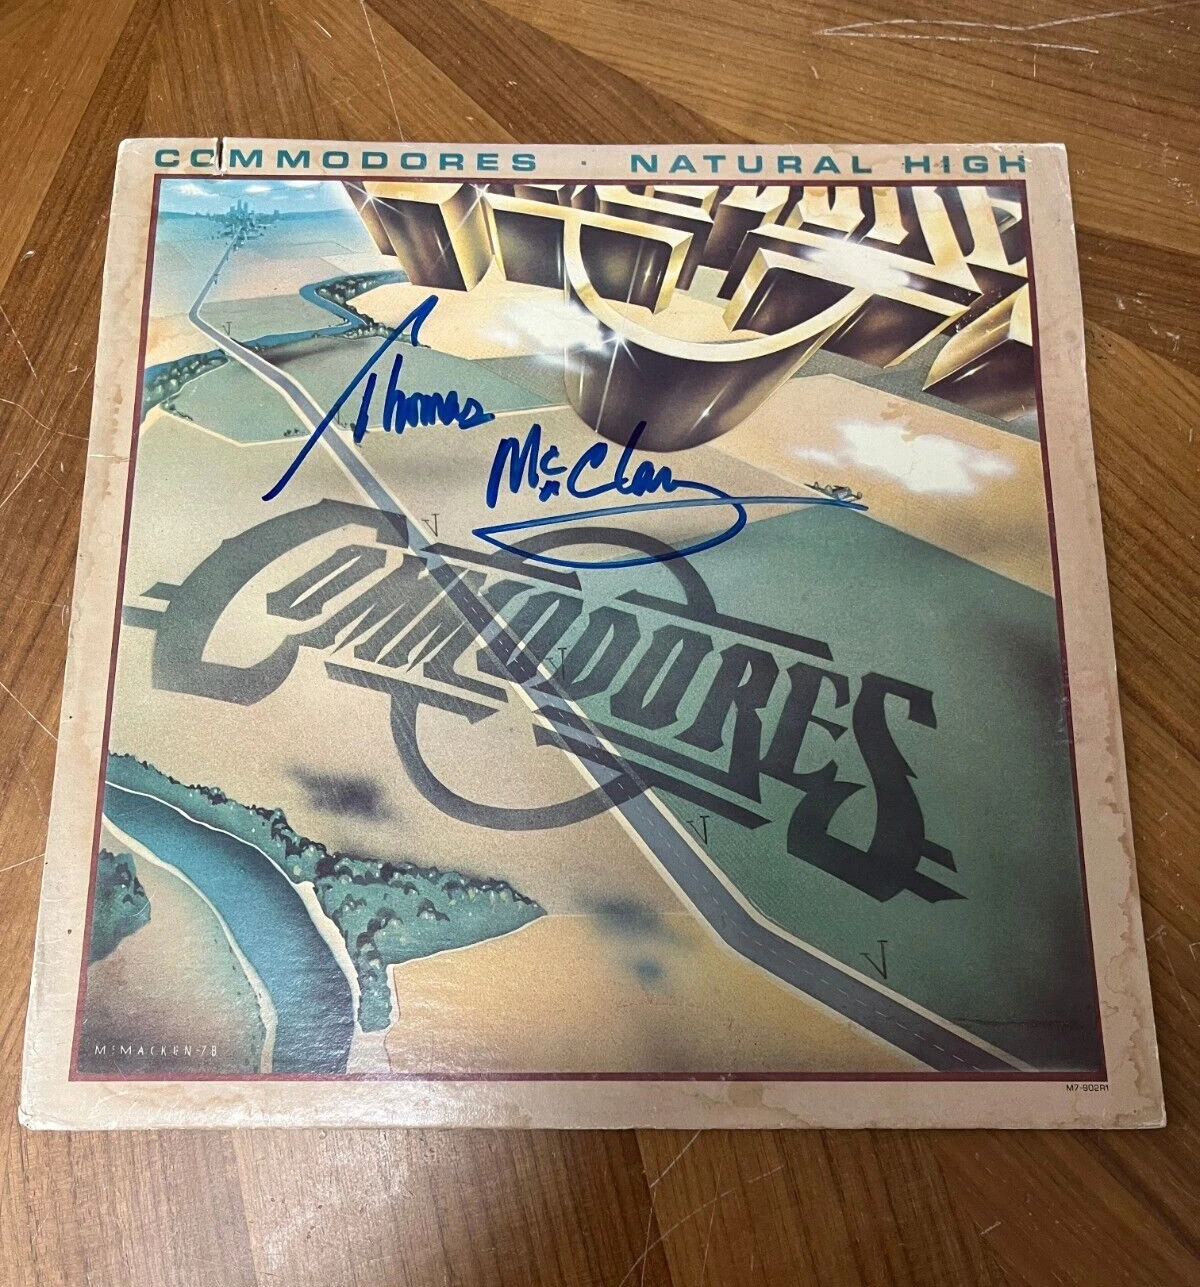 COMMODORES · NATURAL HIGH
Thomas
McClary
COMMODORES
McMACKEN-78
M7-902R1